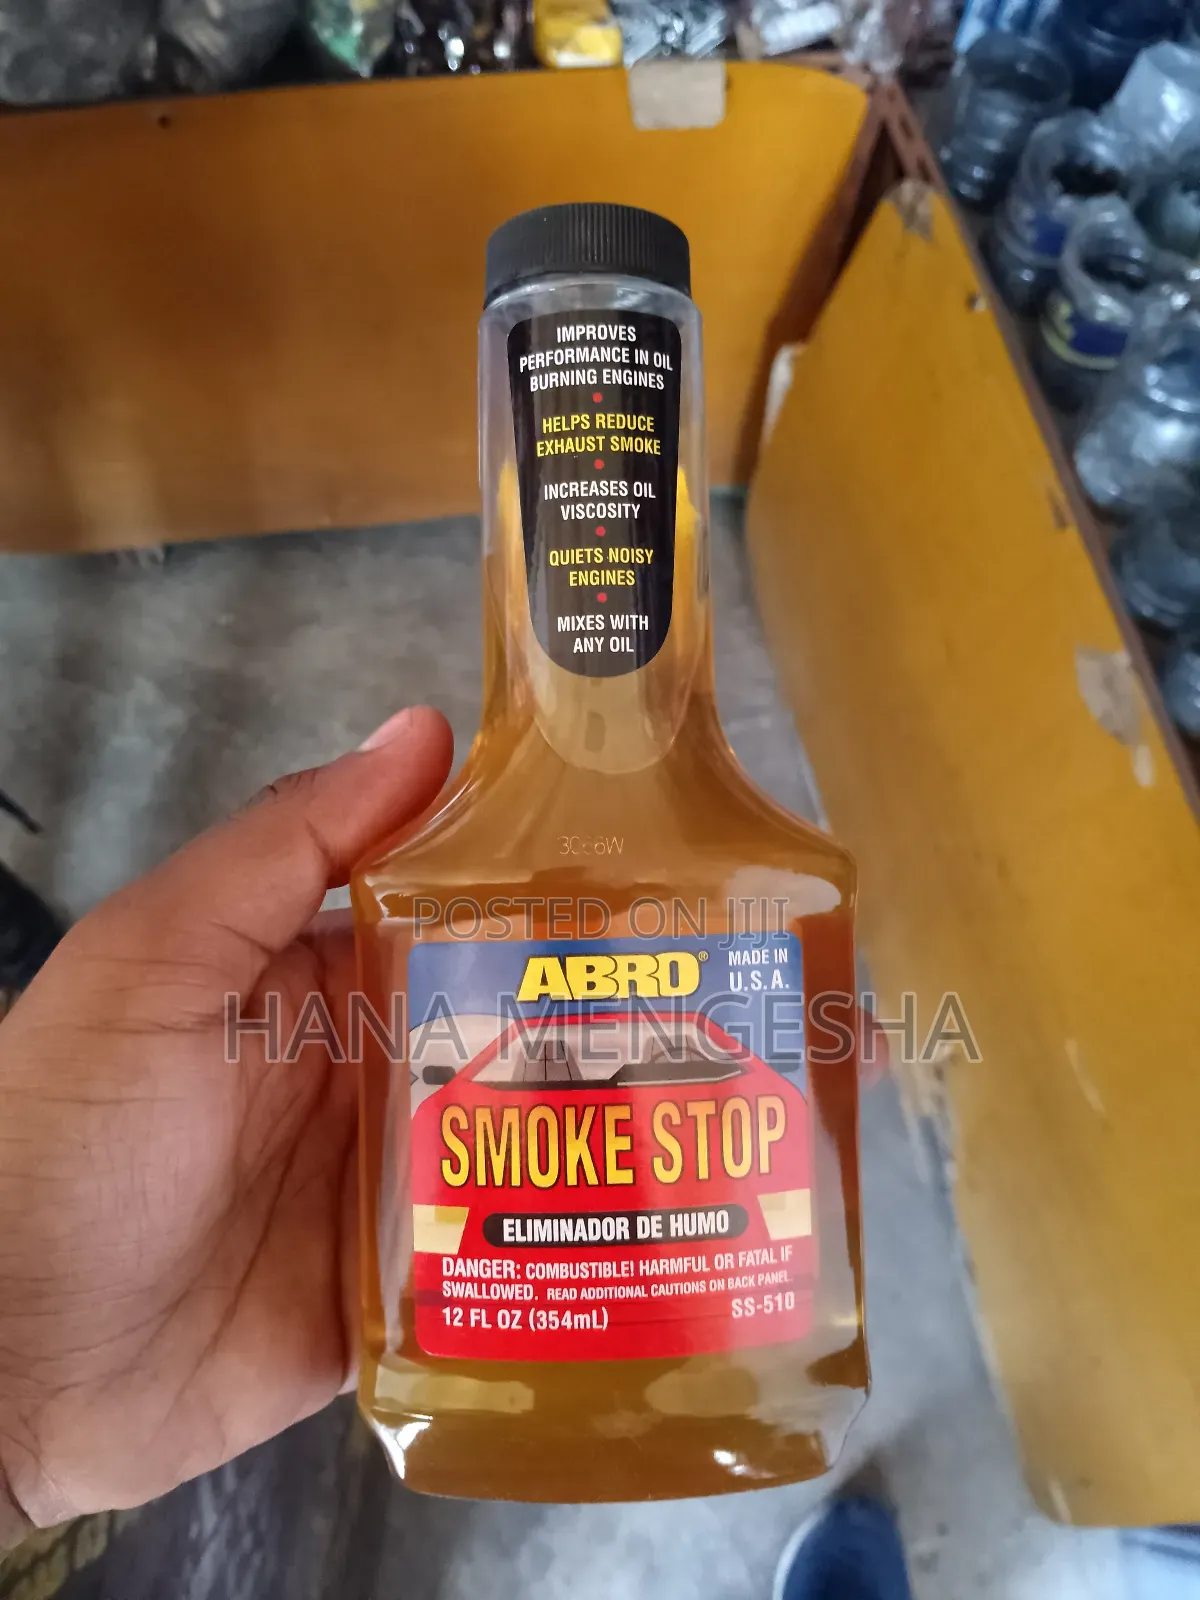 IMPROVES
PERFORMANCE IN OIL
BURNING ENGINES
HELPS REDUCE
EXHAUST SMOKE
INCREASES OIL
VISCOSITY
QUIETS NOISY
ENGINES
MIXES WITH
ANY OIL
POSTED ON JIJI
ABRO®
MADE IN
U.S.A.
HANA MENGESHA
SMOKE STOP
ELIMINADOR DE HUMO
DANGER: COMBUSTIBLE! HARMFUL OR FATAL IF
SWALLOWED. READ ADDITIONAL CAUTIONS ON BACK PANEL.
12 FL OZ (354mL)
SS-510